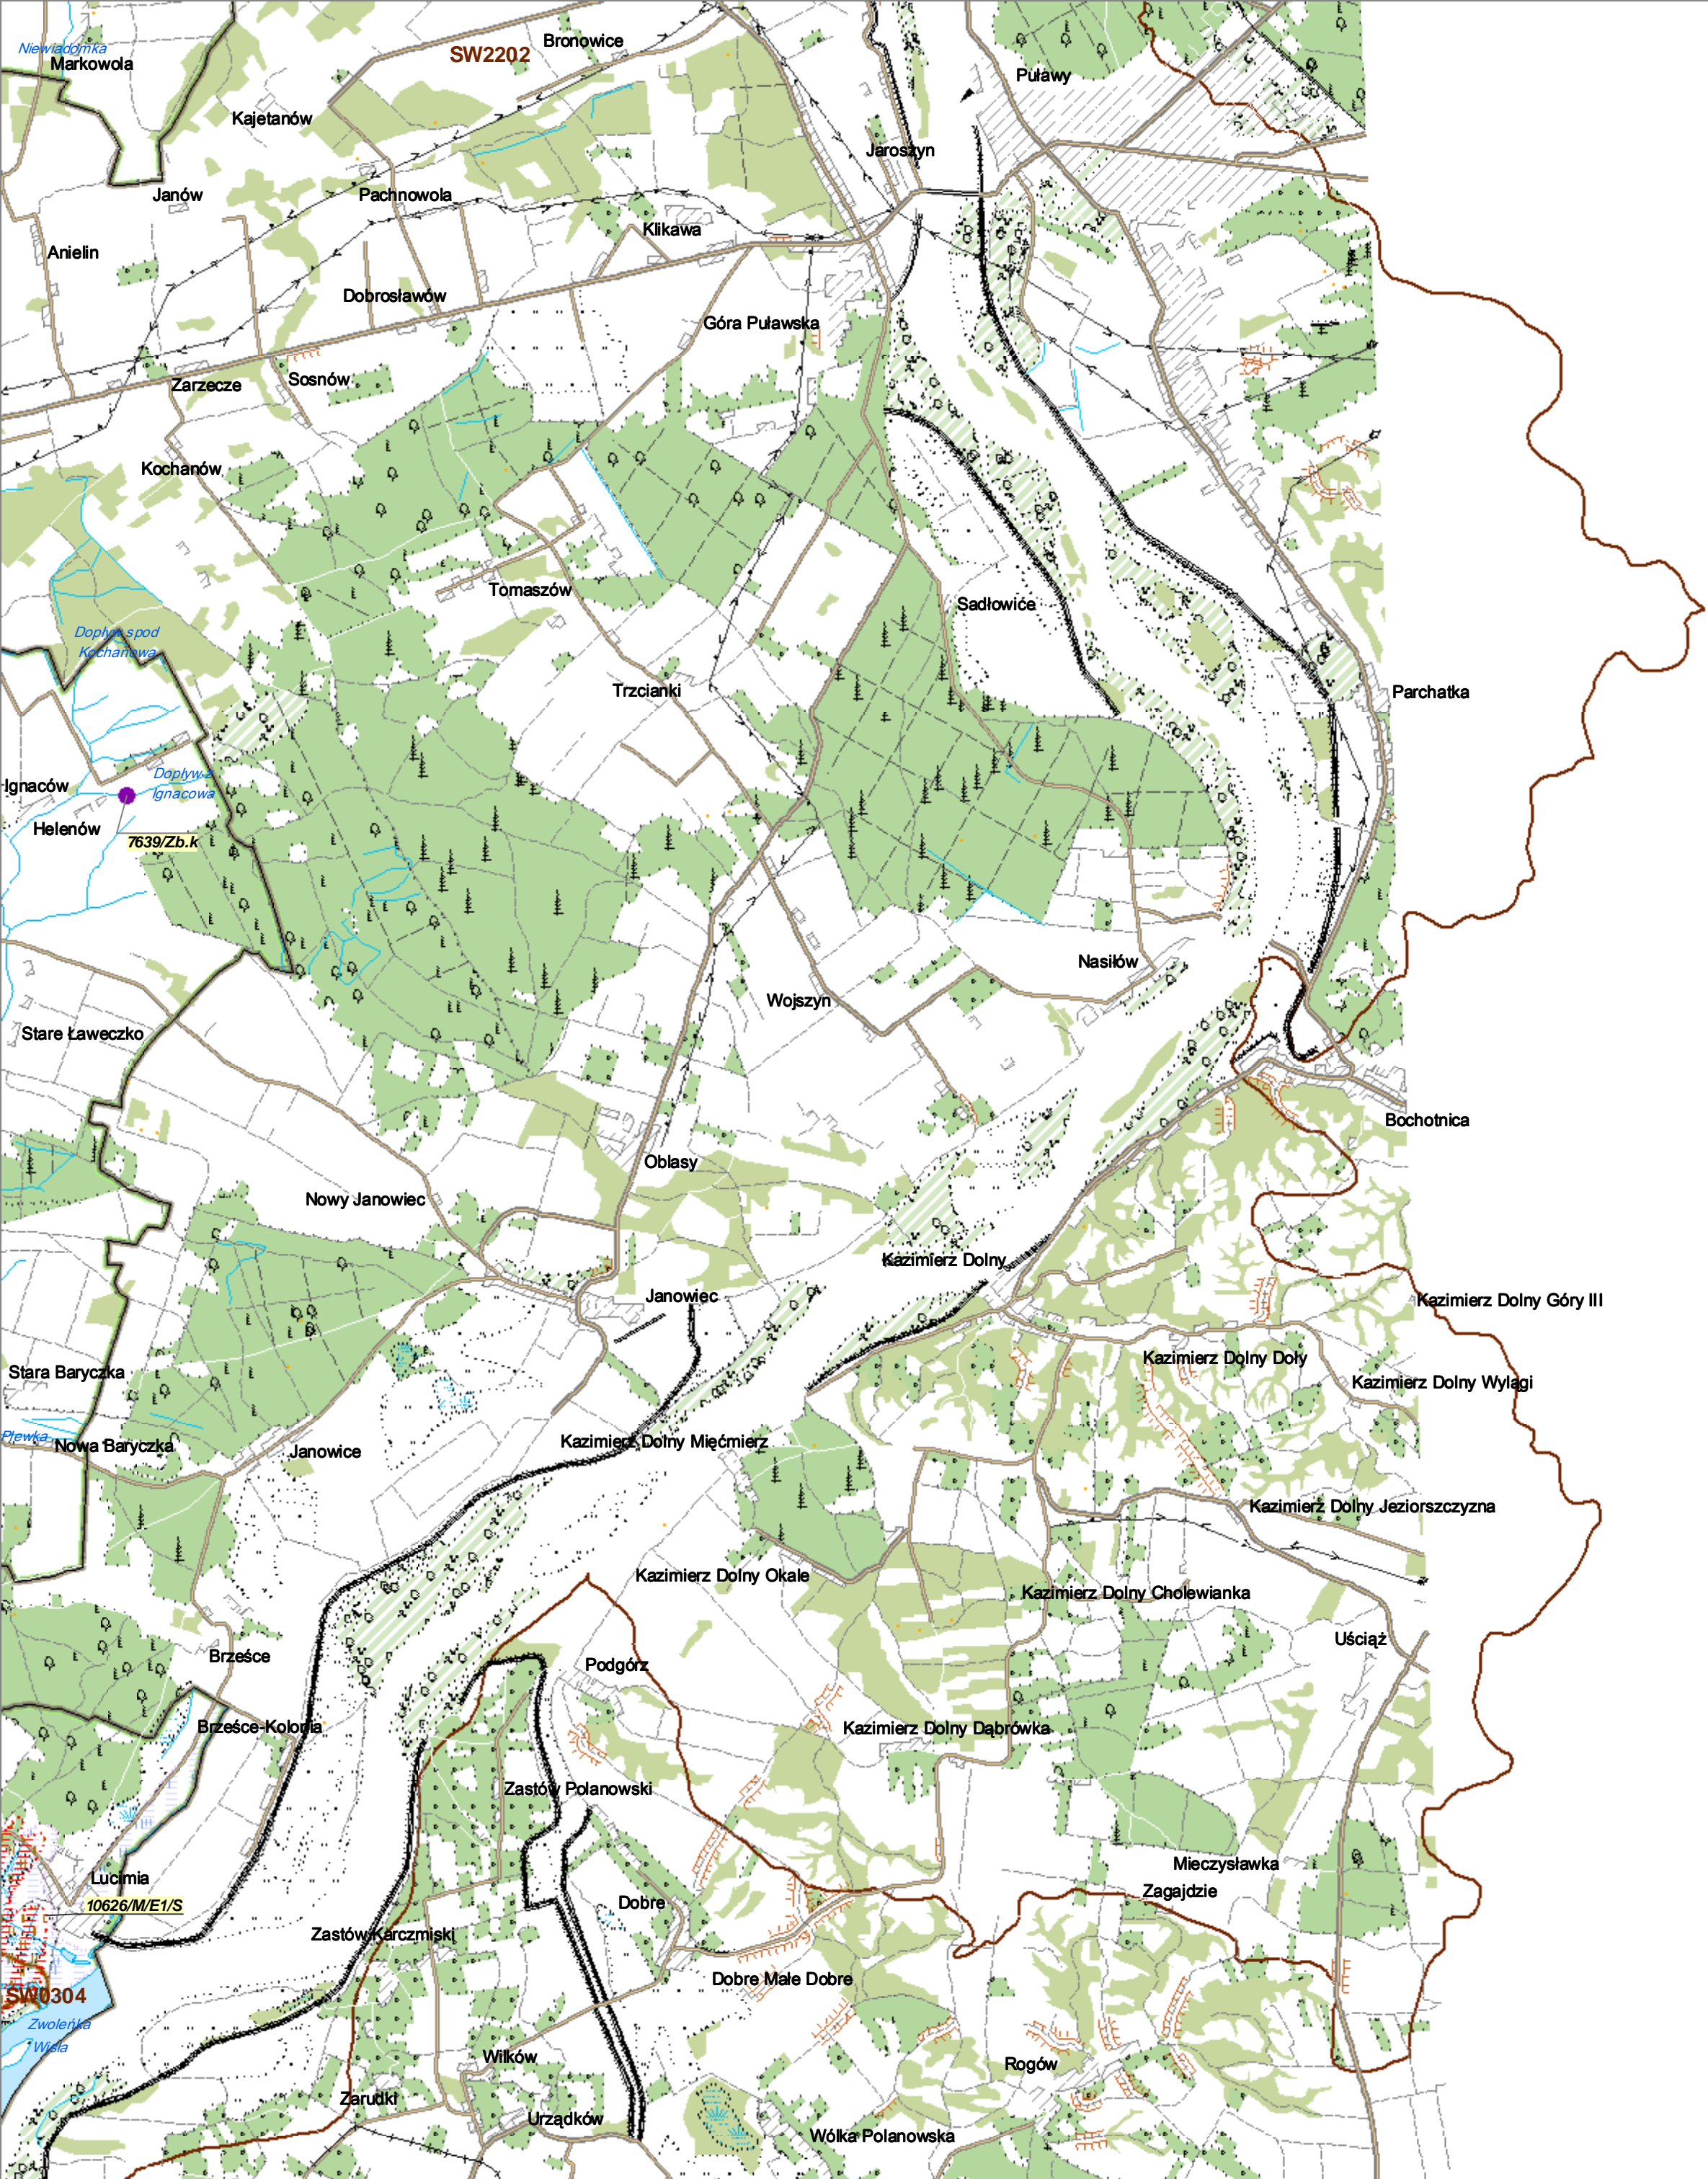 Niewiadomka
Markowola
SW2202
Bronowice
Puławy
Kajetanów
Jaroszyn
Janów
Pachnowola
Klikawa
Anielin
Dobrosławów
Góra Puławska
Zarzecze
Sosnów
Kochanów
Tomaszów
Sadłowice
Dopływ spod
Kochanowa
Trzcianki
Parchatka
Ignaców
Dopływ z
Ignacowa
Helenów
7639/Zb.k
Nasiłów
Wojszyn
Stare Ławeczko
Bochotnica
Oblasy
Nowy Janowiec
Kazimierz Dolny
Janowiec
Kazimierz Dolny Góry III
Stara Baryczka
Kazimierz Dolny Doły
Kazimierz Dolny Wylągi
Plewka
Nowa Baryczka
Janowice
Kazimierz Dolny Mięćmierz
Kazimierz Dolny Jeziorszczyzna
Kazimierz Dolny Okale
Kazimierz Dolny Cholewianka
Uściąż
Brześce
Podgórz
Brześce-Kolonia
Kazimierz Dolny Dąbrówka
Zastów Polanowski
Mieczysławka
Lucimia
Zagajdzie
10626/M/E1/S
Dobre
Zastów Karczmiski
Dobre Małe Dobre
SW0304
Zwoleńka
Wisła
Wilków
Rogów
Zarudki
Urządków
Wólka Polanowska